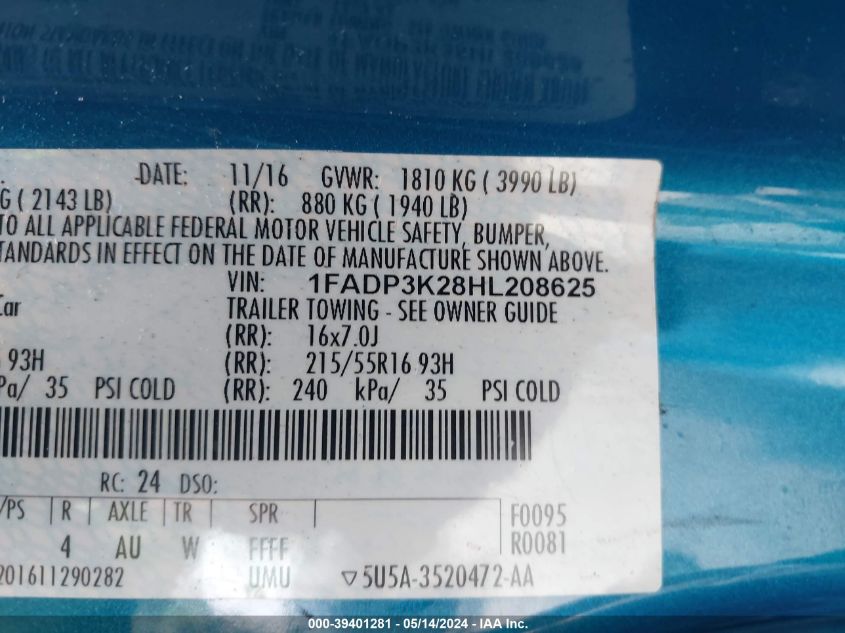 DATE: 11/16 GVWR: 1810 KG ( 3990 LB)
G ( 2143 LB) (RR): 880 KG ( 1940 LB)
TO ALL APPLICABLE FEDERAL MOTOR VEHICLE SAFETY, BUMPER,
TANDARDS IN EFFECT ON THE DATE OF MANUFACTURE SHOWN ABOVE.
VIN: 1FADP3K28HL208625
Car TRAILER TOWING - SEE OWNER GUIDE
(RR): 16x7.0J
93H (RR): 215/55R16 93H
Pa/ 35 PSI COLD (RR): 240 kPa/ 35 PSI COLD
RC: 24 DSO:
/PS R AXLE TR SPR F0095
4 AU W FFFF R0081
201611290282 UMU ▽5U5A-3520472-AA
000-39401281 - 05/14/2024 - IAA Inc.